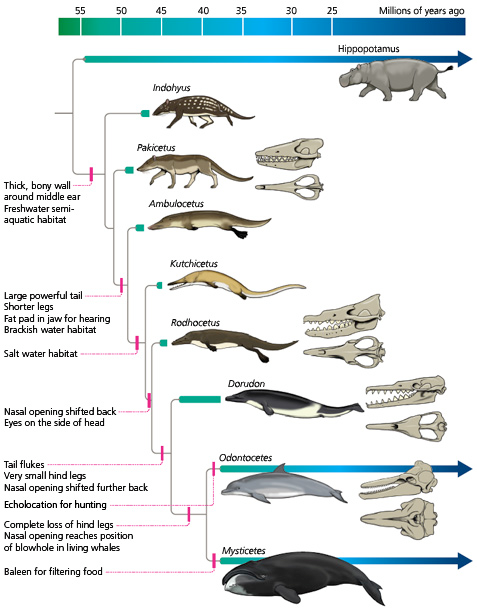 55 50 45 40 35 30 25 Millions of years ago
Hippopotamus
Indohyus
Pakicetus
Thick, bony wall
around middle ear
Freshwater semi-
aquatic habitat
Ambulocetus
Kutchicetus
Large powerful tail
Shorter legs
Fat pad in jaw for hearing
Brackish water habitat
Rodhocetus
Salt water habitat
Dorudon
Nasal opening shifted back
Eyes on the side of head
Odontocetes
Tail flukes
Very small hind legs
Nasal opening shifted further back
Echolocation for hunting
Complete loss of hind legs
Nasal opening reaches position
of blowhole in living whales
Mysticetes
Baleen for filtering food